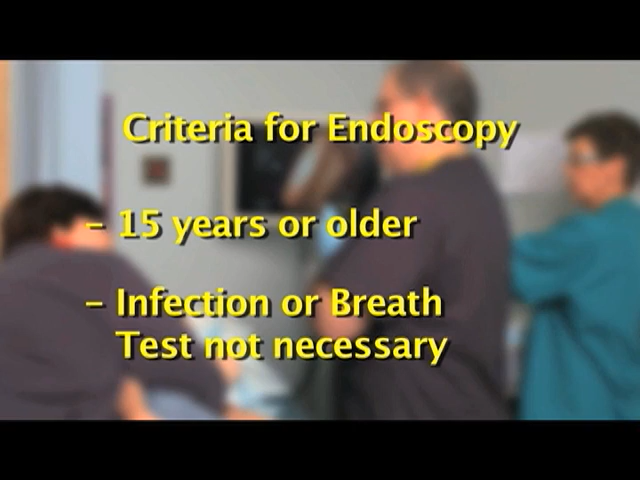 Criteria for Endoscopy
- 15 years or older
- Infection or Breath
Test not necessary